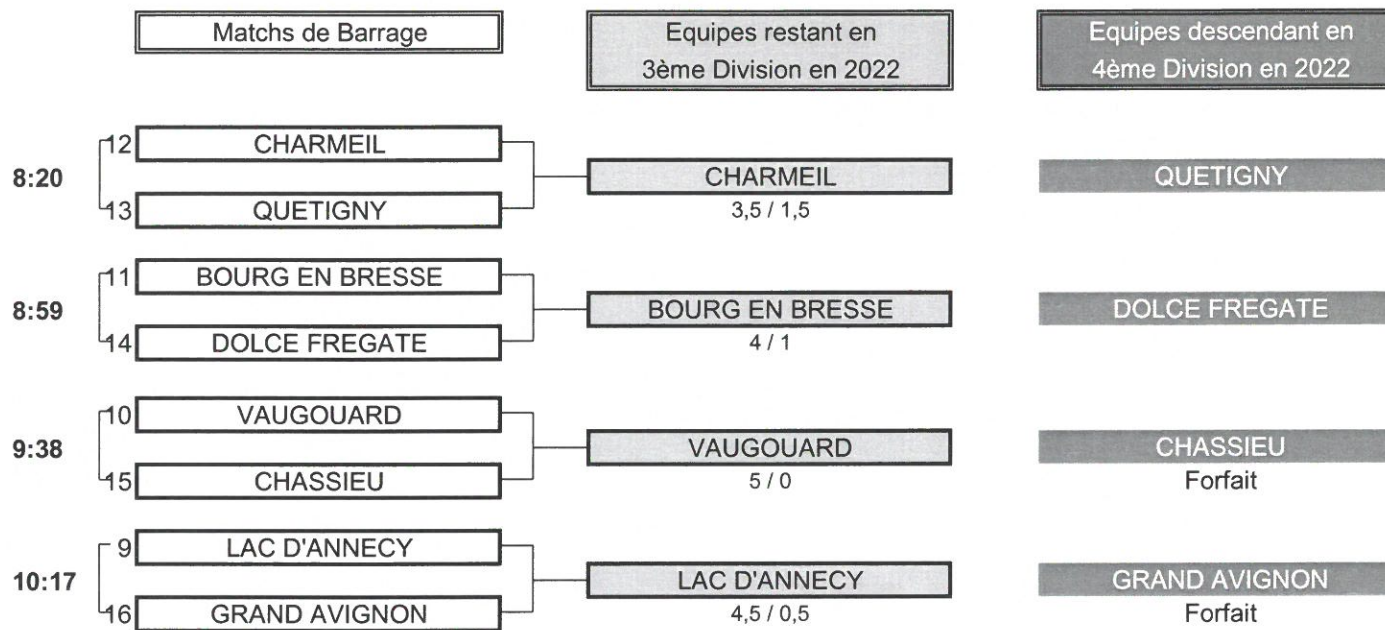 Matchs de Barrage
Equipes restant en
3ème Division en 2022
Equipes descendant en
4ème Division en 2022
8:20
12
CHARMEIL
13
QUETIGNY
CHARMEIL
3,5 / 1,5
QUETIGNY
8:59
11
BOURG EN BRESSE
14
DOLCE FREGATE
BOURG EN BRESSE
4 / 1
DOLCE FREGATE
9:38
10
VAUGOUARD
15
CHASSIEU
VAUGOUARD
5 / 0
CHASSIEU
Forfait
10:17
9
LAC D'ANNECY
16
GRAND AVIGNON
LAC D'ANNECY
4,5 / 0,5
GRAND AVIGNON
Forfait